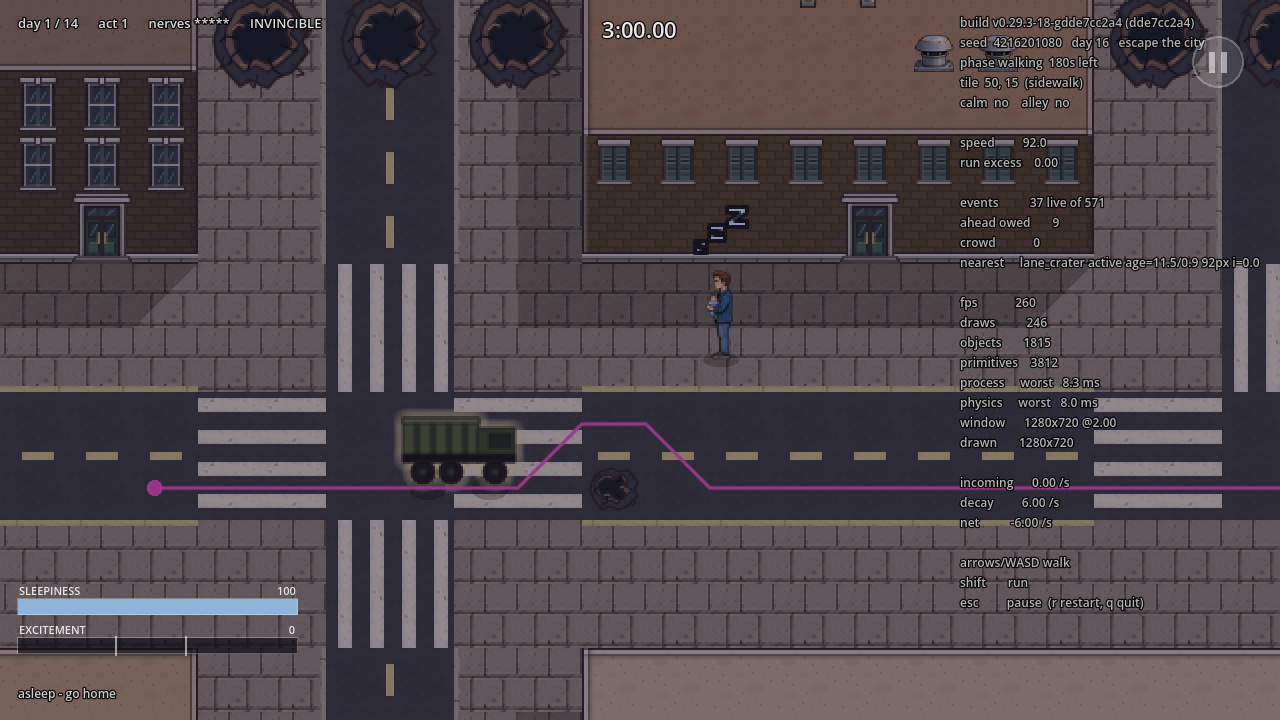 day 1 / 14 act 1 nerves ***** INVINCIBLE
3:00.00
build v0.29.3-18-gdde7cc2a4 (dde7cc2a4)
seed 4216201080 day 16 escape the city
phase walking 180s left
tile 50, 15 (sidewalk)
calm no alley no
speed 92.0
run excess 0.00
events 37 live of 571
ahead owed 9
crowd 0
nearest lane_crater active age=11.5/0.9 92px i=0.0
fps 260
draws 246
objects 1815
primitives 3812
process worst 8.3 ms
physics worst 8.0 ms
window 1280x720 @2.00
drawn 1280x720
incoming 0.00 /s
decay 6.00 /s
net -6.00 /s
arrows/WASD walk
shift run
esc pause (r restart, q quit)
Z
Z
SLEEPINESS 100
EXCITEMENT 0
asleep - go home